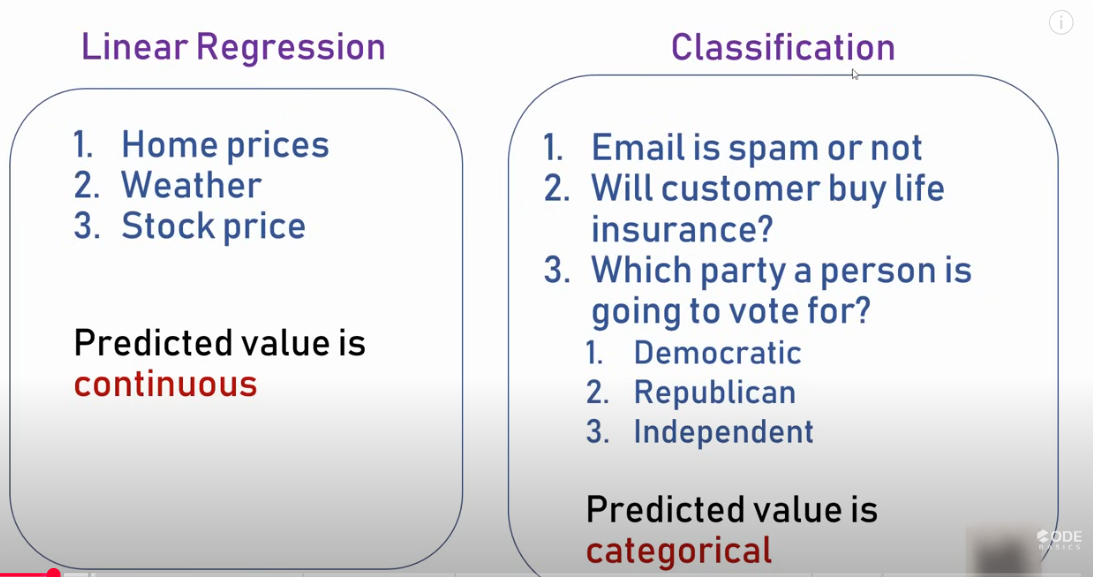 Linear Regression
1. Home prices
2. Weather
3. Stock price
Predicted value is
continuous
Classification
1. Email is spam or not
2. Will customer buy life
insurance?
3. Which party a person is
going to vote for?
1. Democratic
2. Republican
3. Independent
Predicted value is
categorical
CODE
BASICS